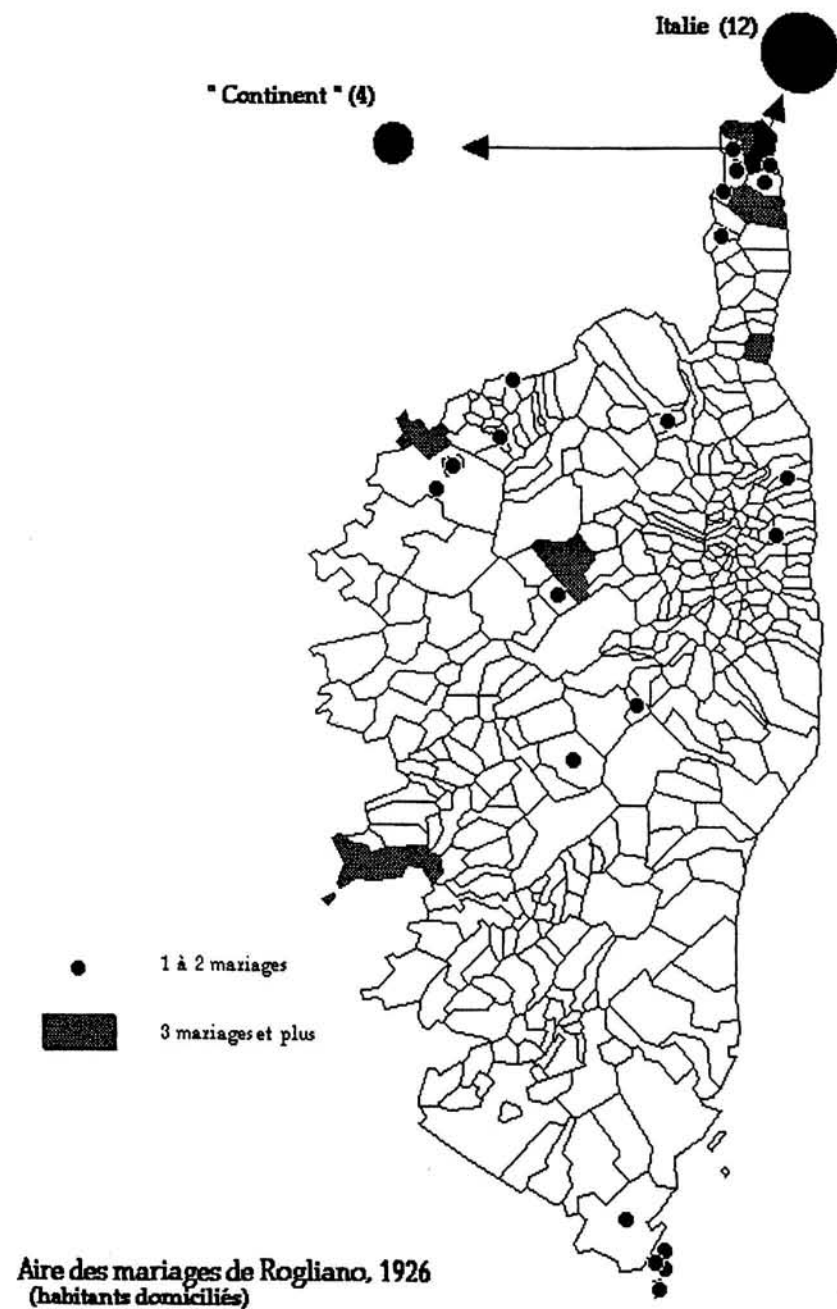 Italie (12)
" Continent " (4)
1 à 2 mariages
3 mariages et plus
Aire des mariages de Rogliano, 1926
(habitants domiciliés)